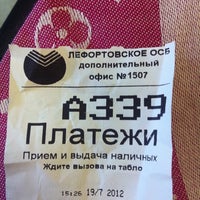 ЛЕФОРТОВСКОЕ ОСБ
дополнительный
офис №1507
А339
Платежи
Прием и выдача наличных
Ждите вызова на табло
15:26 19/7 2012